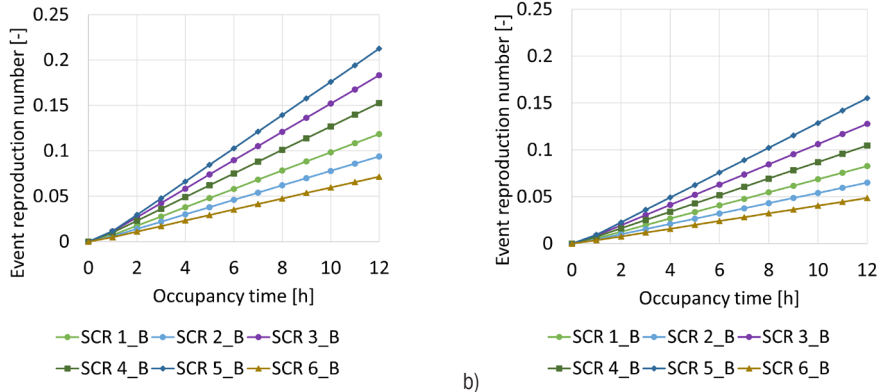 Event reproduction number [-]
0.25
0.2
0.15
0.1
0.05
0
0 2 4 6 8 10 12
Occupancy time [h]
SCR 1_B SCR 2_B SCR 3_B
SCR 4_B SCR 5_B SCR 6_B
b)
Event reproduction number [-]
0.25
0.2
0.15
0.1
0.05
0
0 2 4 6 8 10 12
Occupancy time [h]
SCR 1_B SCR 2_B SCR 3_B
SCR 4_B SCR 5_B SCR 6_B